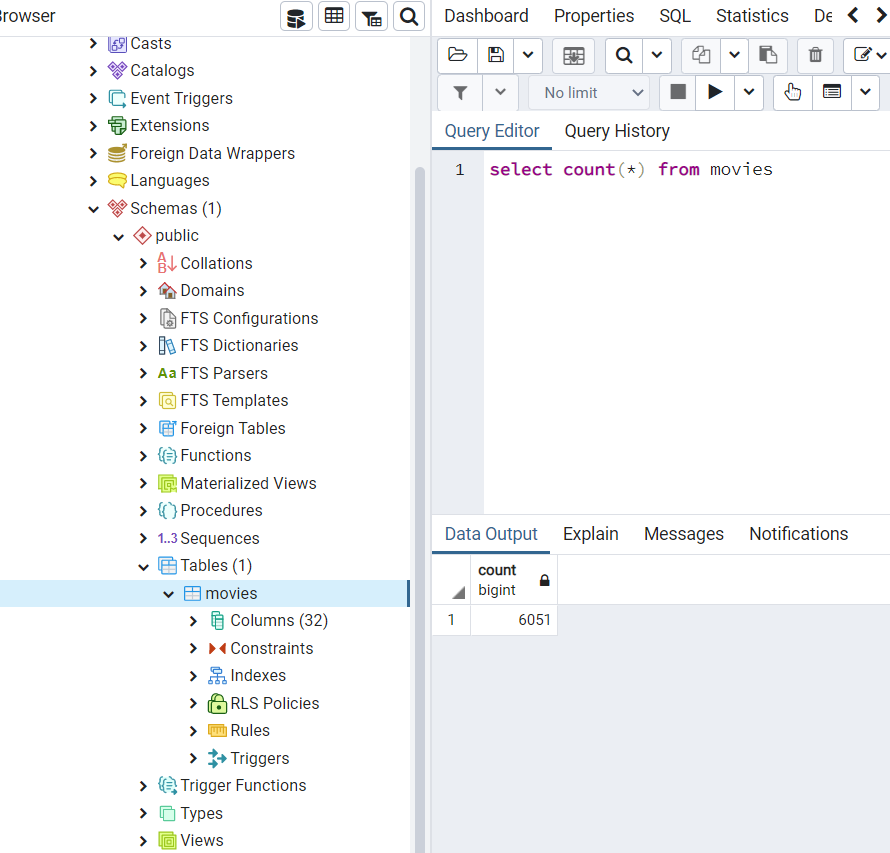 rowser
Casts
Catalogs
Event Triggers
Extensions
Foreign Data Wrappers
Languages
Schemas (1)
public
Collations
Domains
FTS Configurations
FTS Dictionaries
Aa FTS Parsers
FTS Templates
Foreign Tables
Functions
Materialized Views
Procedures
1..3 Sequences
Tables (1)
movies
Columns (32)
Constraints
Indexes
RLS Policies
Rules
Triggers
Trigger Functions
Types
Views
Dashboard Properties SQL Statistics De
No limit
Query Editor Query History
1 select count(*) from movies
Data Output Explain Messages Notifications
count
bigint
1 6051